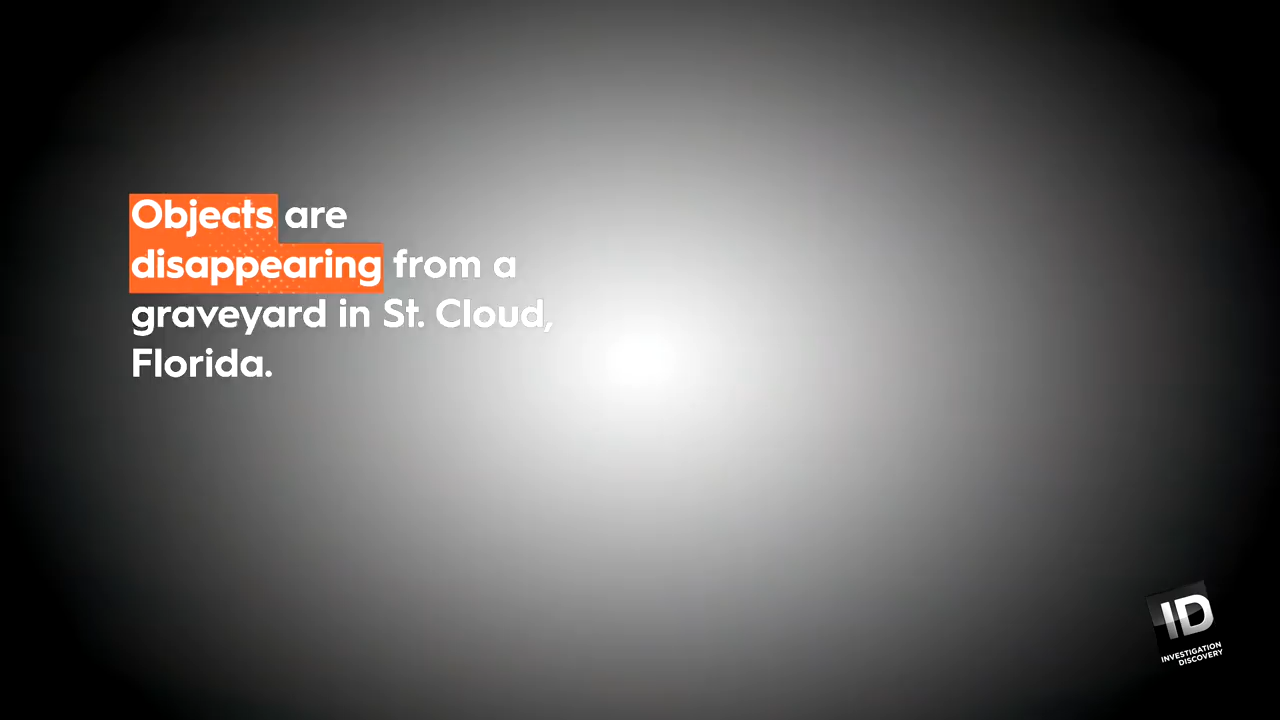 Objects are
disappearing from a
graveyard in St. Cloud,
Florida.
ID
INVESTIGATION
DISCOVERY